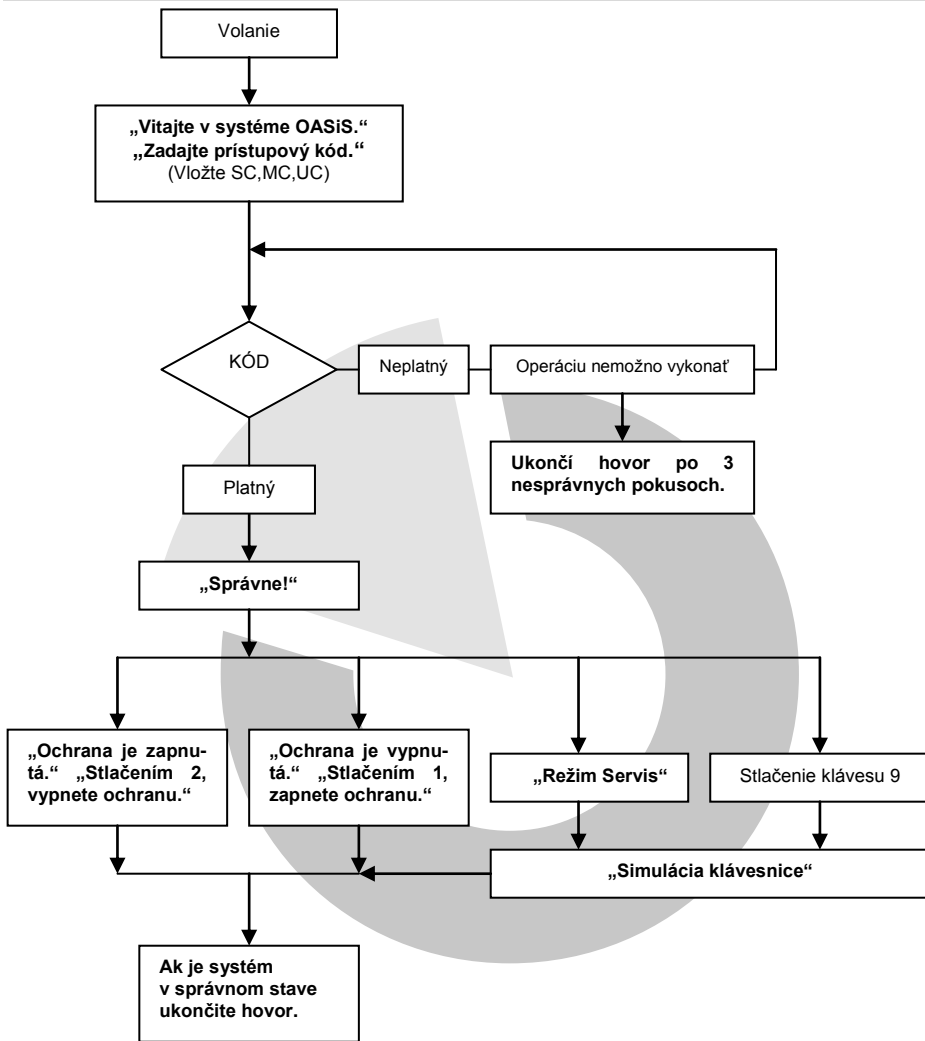 Volanie
„Vitajte v systéme OASiS.“
„Zadajte prístupový kód.“
(Vložte SC,MC,UC)
KÓD
Neplatný
Operáciu nemožno vykonať
Ukončí hovor po 3
nesprávnych pokusoch.
Platný
„Správne!“
„Ochrana je zapnu-
tá.“ „Stlačením 2,
vypnete ochranu.“
„Ochrana je vypnu-
tá.“ „Stlačením 1,
zapnete ochranu.“
„Režim Servis“
Stlačenie klávesu 9
„Simulácia klávesnice“
Ak je systém
v správnom stave
ukončite hovor.